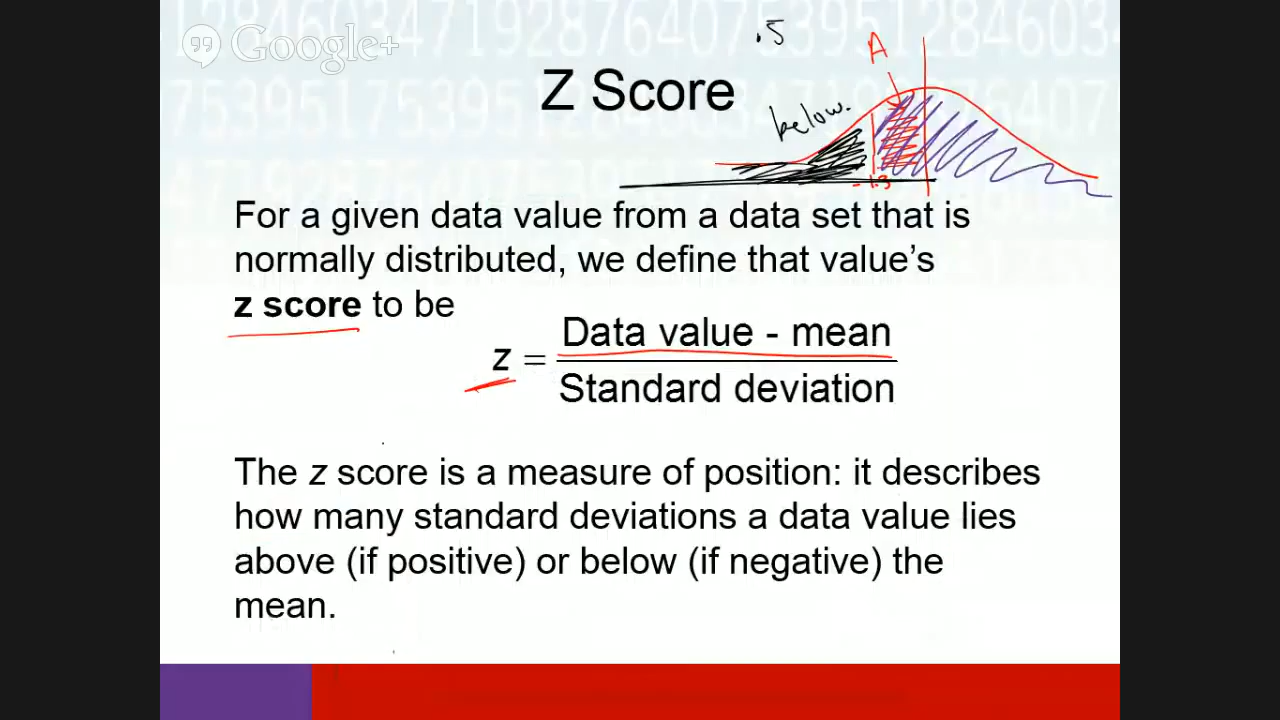 Google+
.5
A
Z Score
below.
-1.3
For a given data value from a data set that is
normally distributed, we define that value’s
z score to be
Data value - mean
z =
Standard deviation
The z score is a measure of position: it describes
how many standard deviations a data value lies
above (if positive) or below (if negative) the
mean.